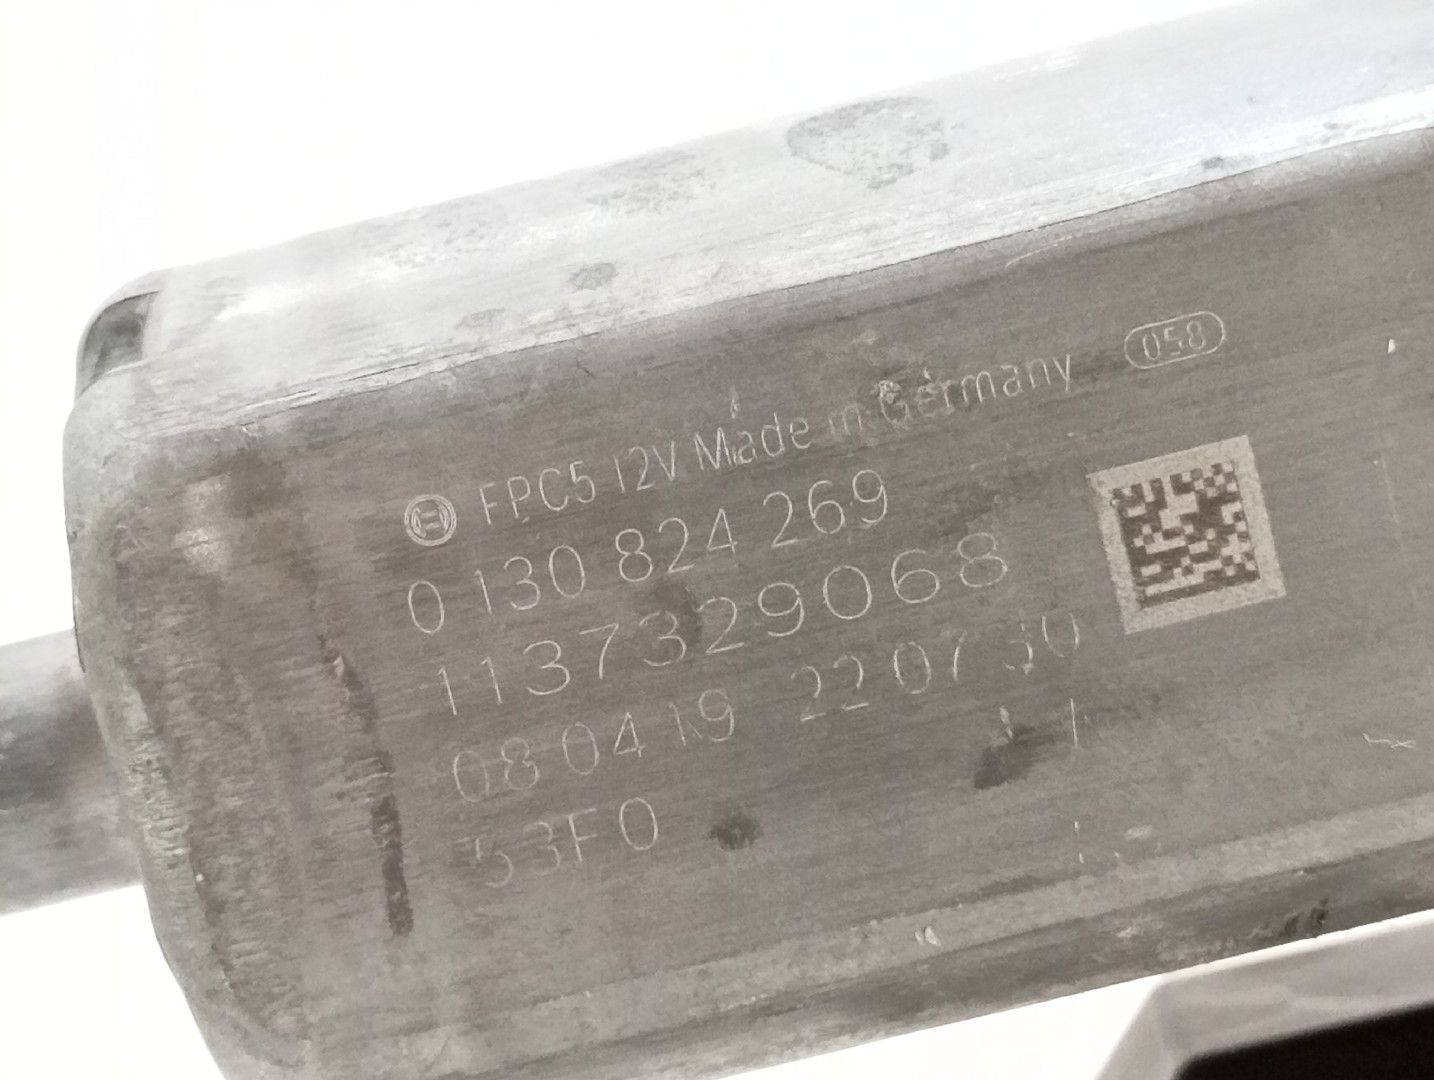 FPC5 12V Made in Germany 058
0 130 824 269
1137329068
08 04 19 22 07 30
53F0